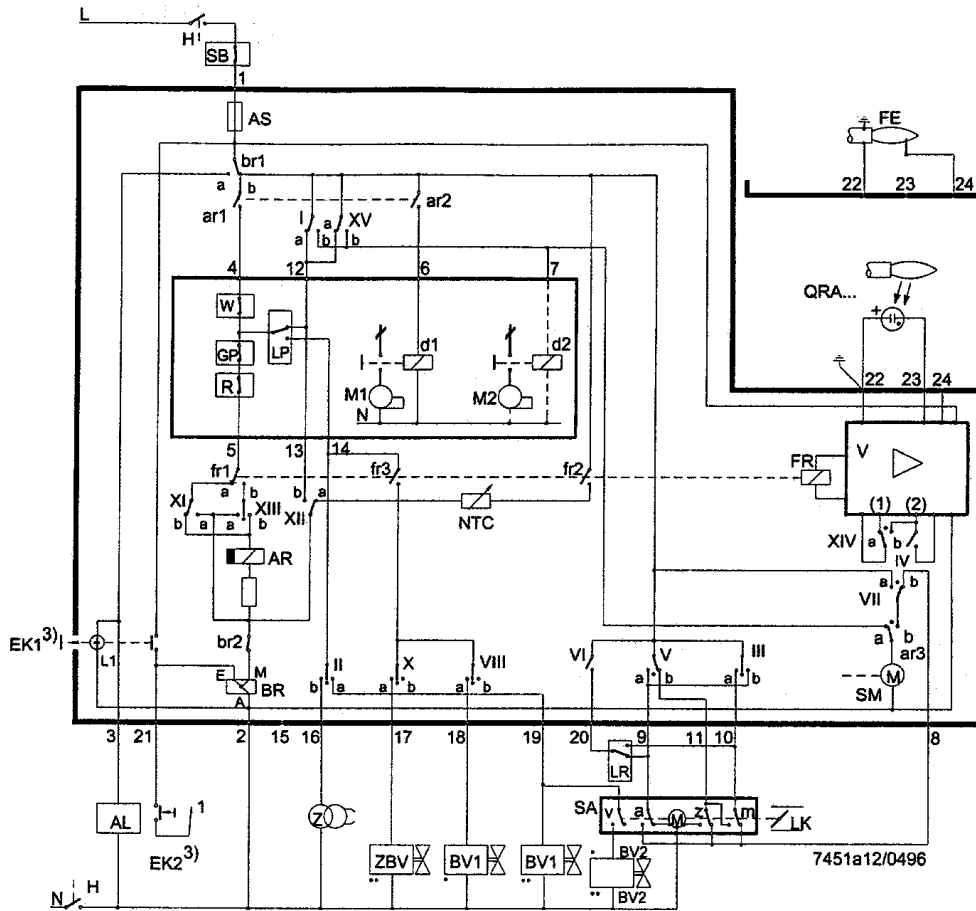 L
H
SB
1
AS
FE
22 23 24
br1
a b
ar1 ar2
I a XV
a b b
4 12 6 7
QRA...
+
W
GP LP
R
d1 d2
M1 M2
N
22 23 24
V
5 13 14
fr1 fr3 fr2 FR
a b a
XI XIII XII
b a a b
NTC
(1) (2)
XIV a b IV
AR
a b
VII
a b
ar3
br2
EK1 3)
L1
E M
BR
A
II X VIII
b a a b a b
VI V III
a b a b
M
SM
3 21 2 15 16 17 18 19 20 9 11 10 8
LR
SA v a M z m
LK
AL
1
EK2 3)
Z
ZBV BV1 BV1 BV2
BV2
7451a12/0496
N H